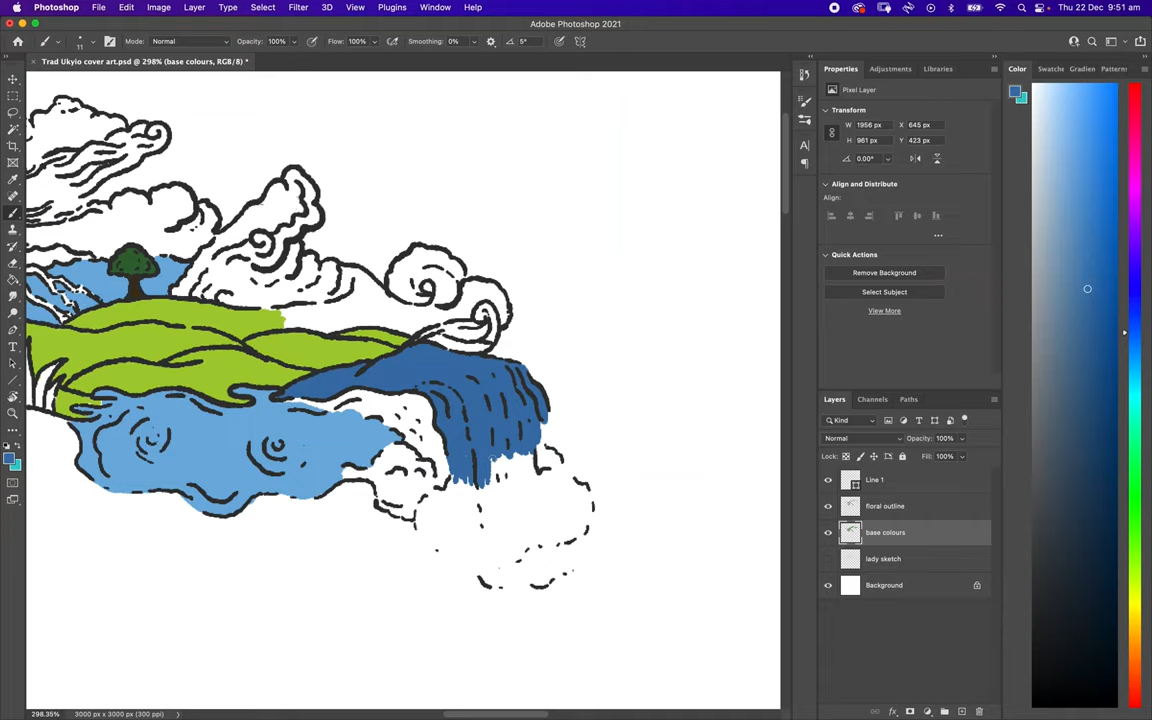 Photoshop File Edit Image Layer Type Select Filter 3D View Plugins Window Help Thu 22 Dec 9:51 am
Adobe Photoshop 2021
11 Mode: Normal Opacity: 100% Flow: 100% Smoothing: 0% 5°
Trad Ukyio cover art.psd @ 298% (base colours, RGB/8) *
Properties Adjustments Libraries
Color Swatche Gradien Pattern
Pixel Layer
Transform
W 1956 px X 645 px
H 961 px Y 423 px
0.00°
Align and Distribute
Align:
Quick Actions
Remove Background
Select Subject
View More
Layers Channels Paths
Kind
Normal Opacity: 100%
Lock: Fill: 100%
Line 1
floral outline
base colours
lady sketch
Background
298.35% 3000 px x 3000 px (300 ppi)